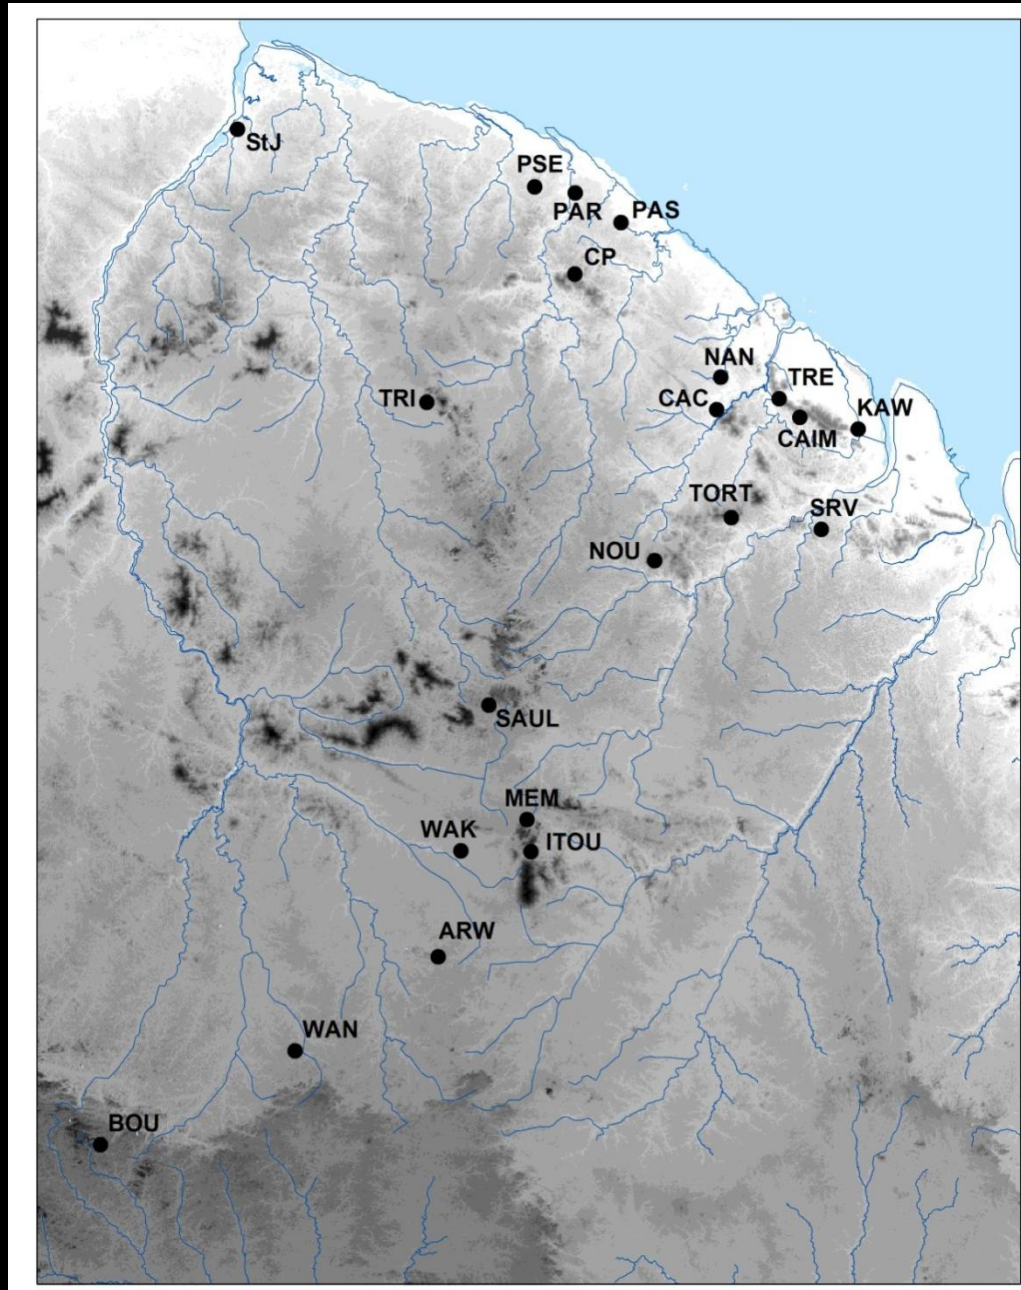 StJ
PSE
PAR
PAS
CP
NAN
TRE
TRI
CAC
KAW
CAIM
TORT
SRV
NOU
SAUL
MEM
WAK
ITOU
ARW
WAN
BOU